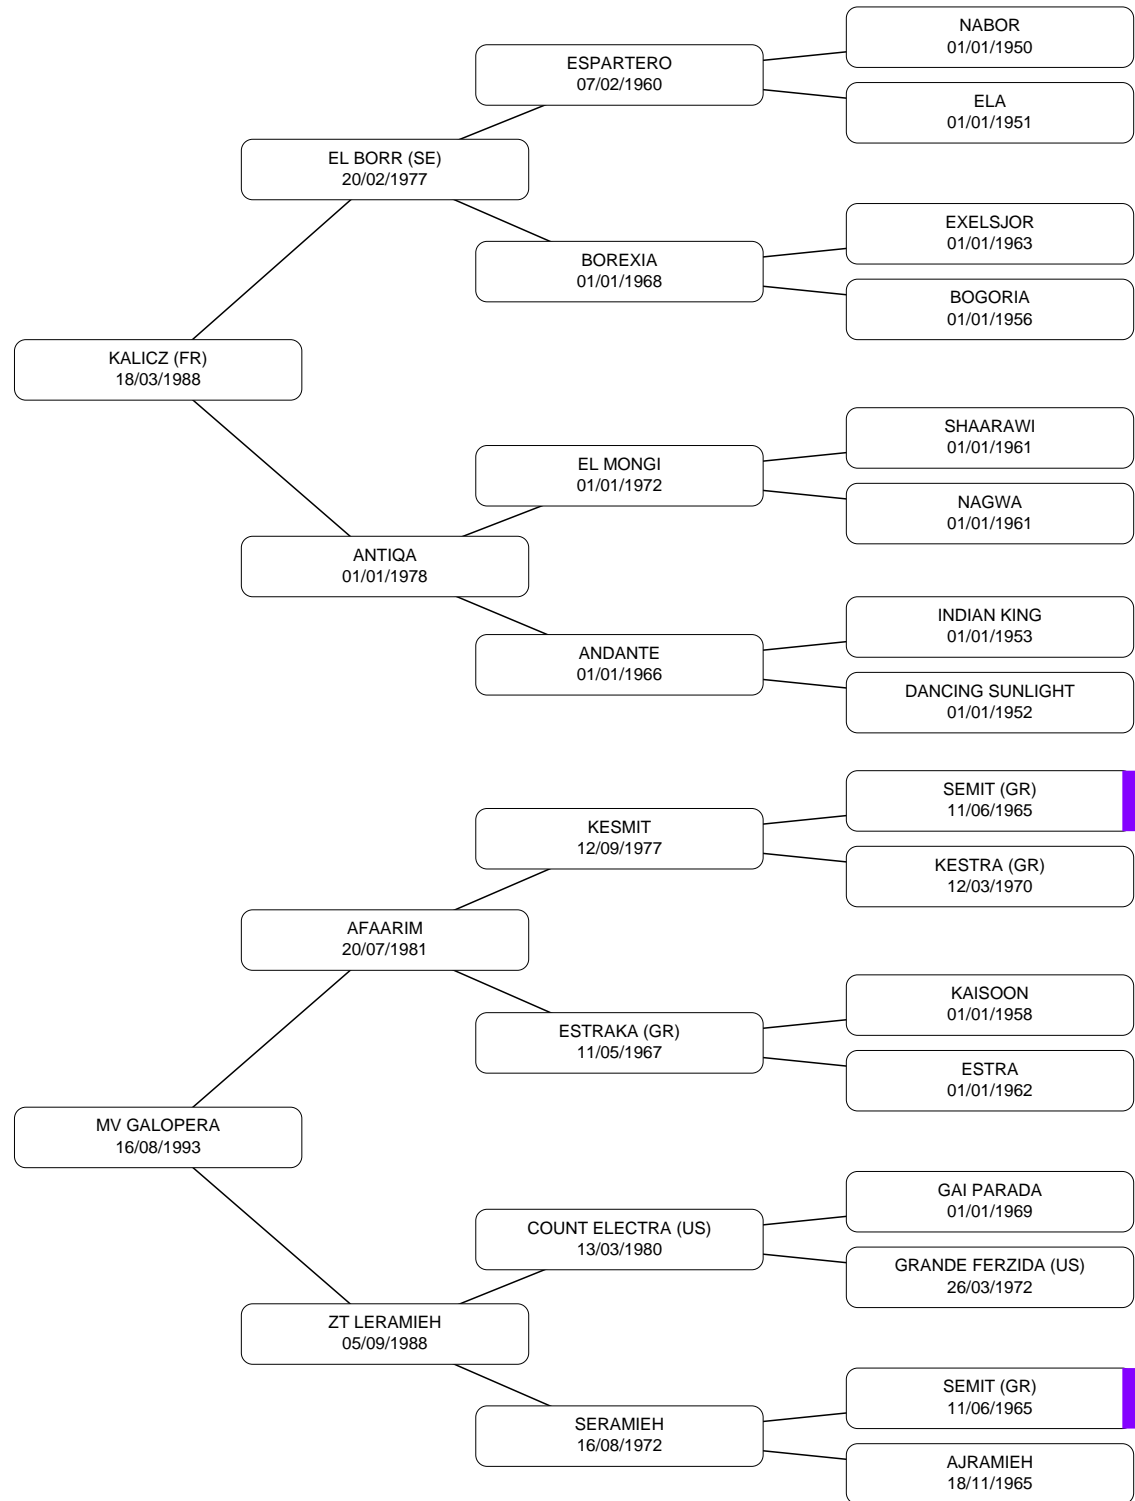 NABOR
01/01/1950
ESPARTERO
07/02/1960
ELA
01/01/1951
EL BORR (SE)
20/02/1977
EXELSJOR
01/01/1963
BOREXIA
01/01/1968
BOGORIA
01/01/1956
KALICZ (FR)
18/03/1988
SHAARAWI
01/01/1961
EL MONGI
01/01/1972
NAGWA
01/01/1961
ANTIQA
01/01/1978
INDIAN KING
01/01/1953
ANDANTE
01/01/1966
DANCING SUNLIGHT
01/01/1952
SEMIT (GR)
11/06/1965
KESMIT
12/09/1977
KESTRA (GR)
12/03/1970
AFAARIM
20/07/1981
KAISOON
01/01/1958
ESTRAKA (GR)
11/05/1967
ESTRA
01/01/1962
MV GALOPERA
16/08/1993
GAI PARADA
01/01/1969
COUNT ELECTRA (US)
13/03/1980
GRANDE FERZIDA (US)
26/03/1972
ZT LERAMIEH
05/09/1988
SEMIT (GR)
11/06/1965
SERAMIEH
16/08/1972
AJRAMIEH
18/11/1965